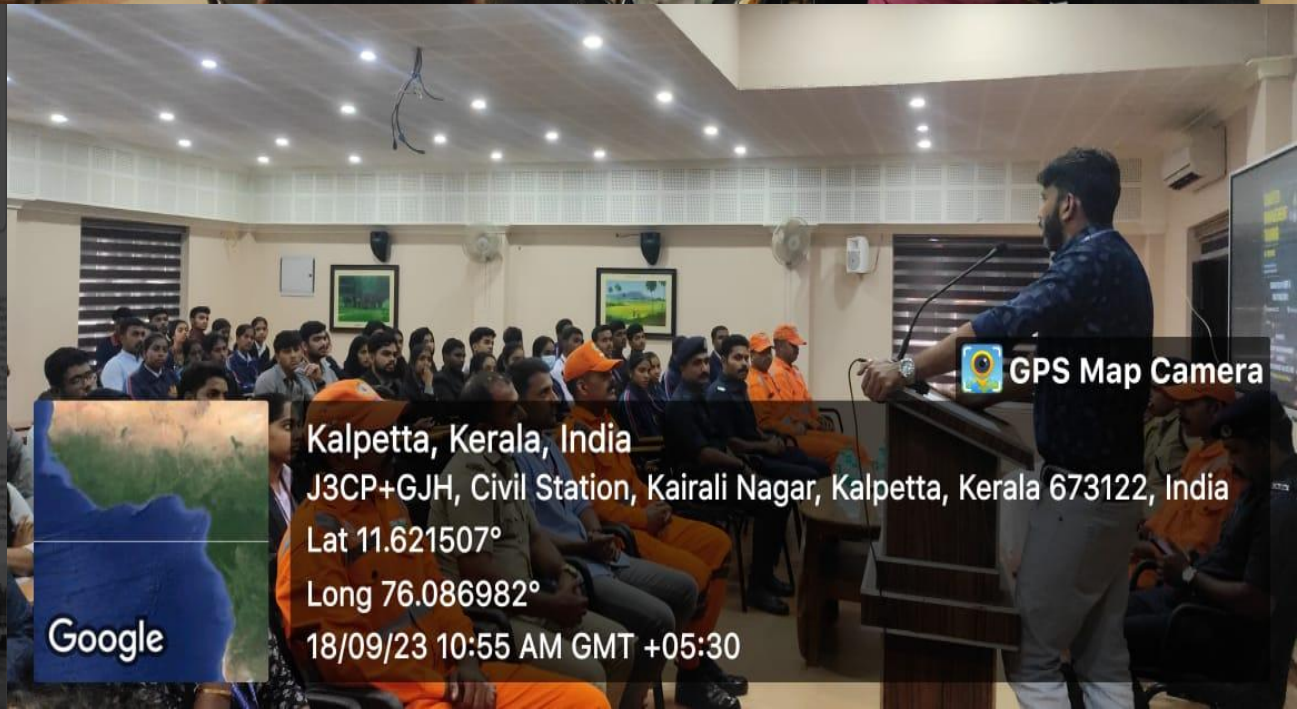 GPS Map Camera
Kalpetta, Kerala, India
J3CP+GJH, Civil Station, Kairali Nagar, Kalpetta, Kerala 673122, India
Lat 11.621507°
Long 76.086982°
18/09/23 10:55 AM GMT +05:30
Google